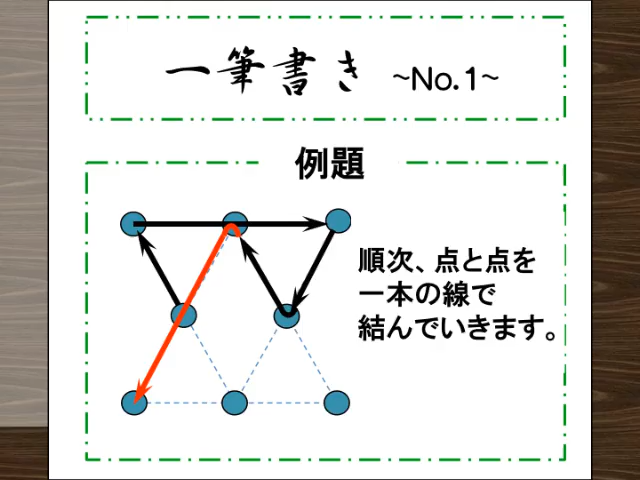 一筆書き ~No.1~
例題
順次、点と点を
一本の線で
結んでいきます。